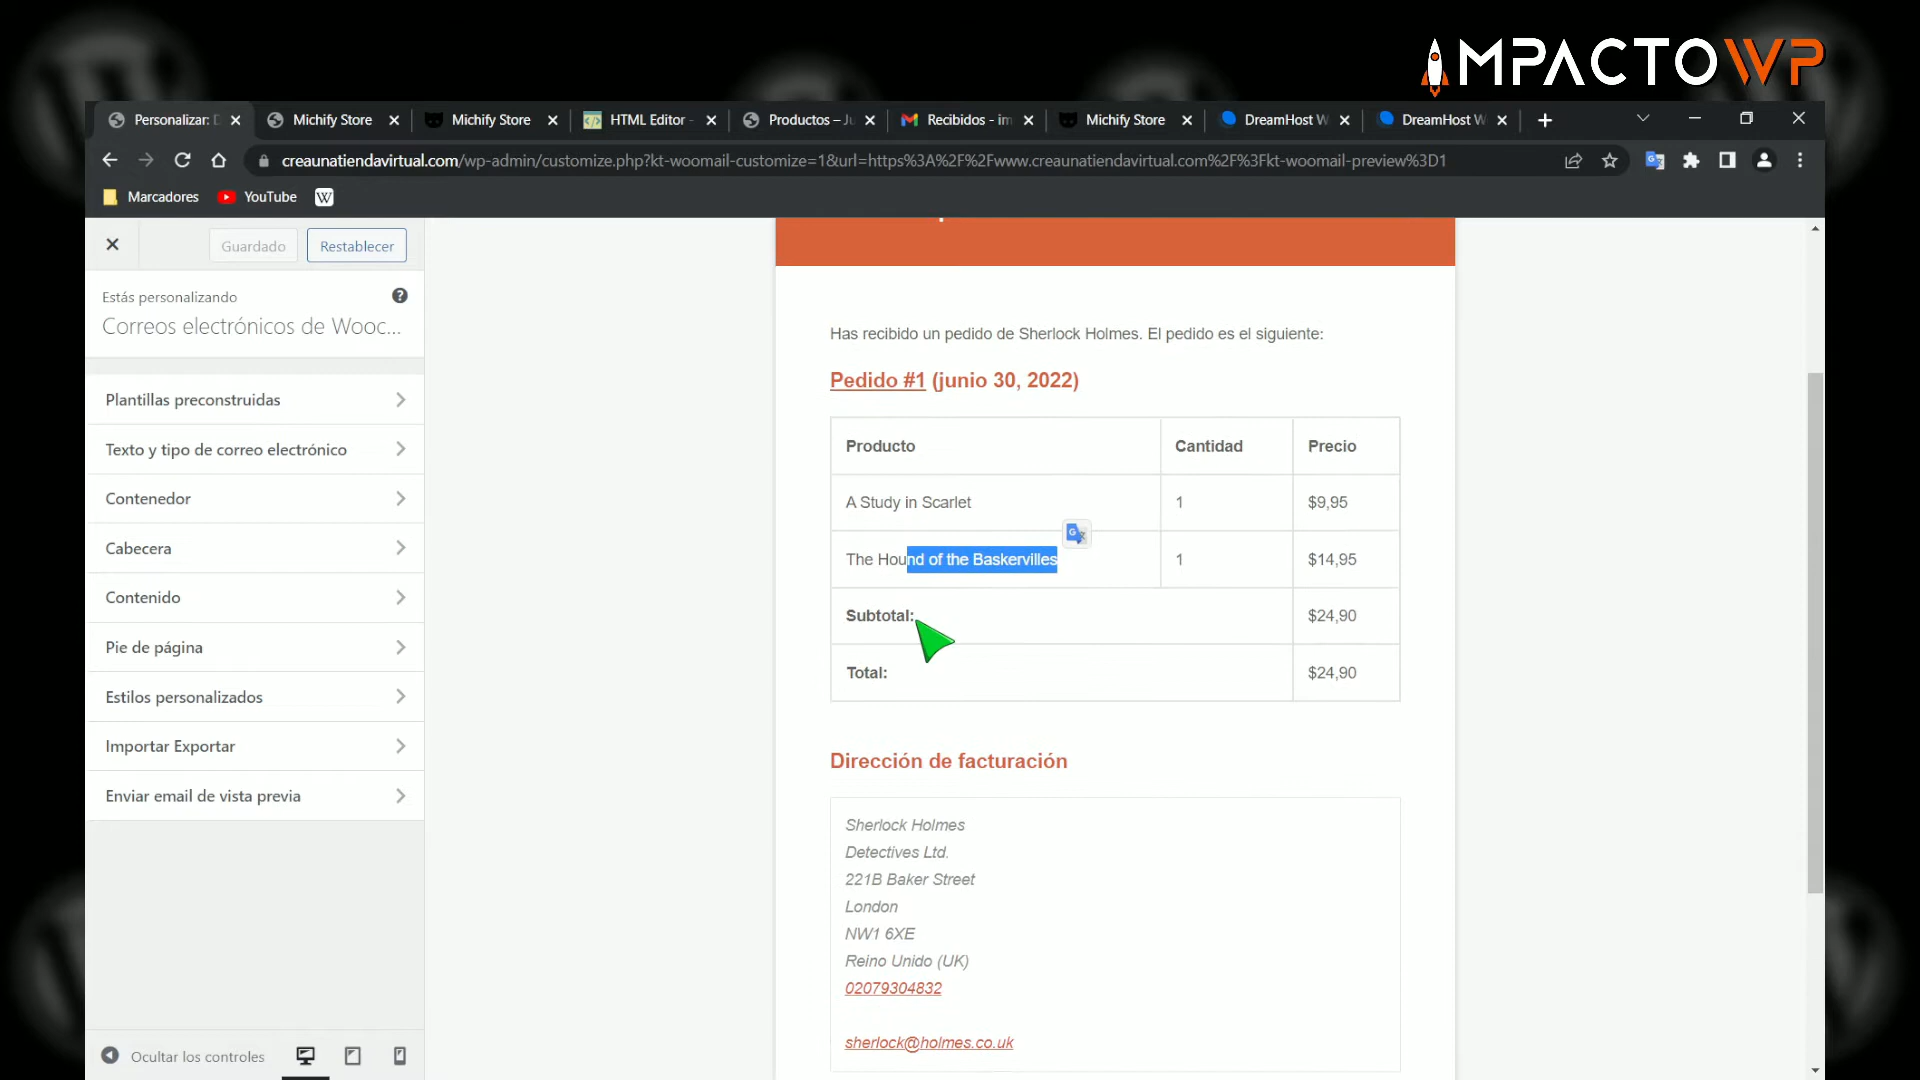 IMPACTOWP
Personalizar: D
Michify Store
Michify Store
HTML Editor -
Productos – Ju
Recibidos - im
Michify Store
DreamHost W
DreamHost W
creaunatiendavirtual.com/wp-admin/customize.php?kt-woomail-customize=1&url=https%3A%2F%2Fwww.creaunatiendavirtual.com%2F%3Fkt-woomail-preview%3D1
Marcadores
YouTube
W
Guardado
Restablecer
Estás personalizando
Correos electrónicos de Wooc...
Plantillas preconstruidas
Texto y tipo de correo electrónico
Contenedor
Cabecera
Contenido
Pie de página
Estilos personalizados
Importar Exportar
Enviar email de vista previa
Ocultar los controles
Has recibido un pedido de Sherlock Holmes. El pedido es el siguiente:
Pedido #1 (junio 30, 2022)
Producto Cantidad Precio
A Study in Scarlet 1 $9,95
The Hound of the Baskervilles 1 $14,95
Subtotal: $24,90
Total: $24,90
Dirección de facturación
Sherlock Holmes
Detectives Ltd.
221B Baker Street
London
NW1 6XE
Reino Unido (UK)
02079304832
sherlock@holmes.co.uk